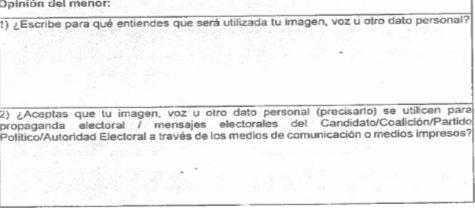 Opinión del menor:
1) ¿Escribe para qué entiendes que será utilizada tu imagen, voz u otro dato personal?
2) ¿Aceptas que tu imagen, voz u otro dato personal (precisarlo) se utilicen para
propaganda electoral / mensajes electorales del Candidato/Coalición/Partido
Político/Autoridad Electoral a través de los medios de comunicación o medios impresos?